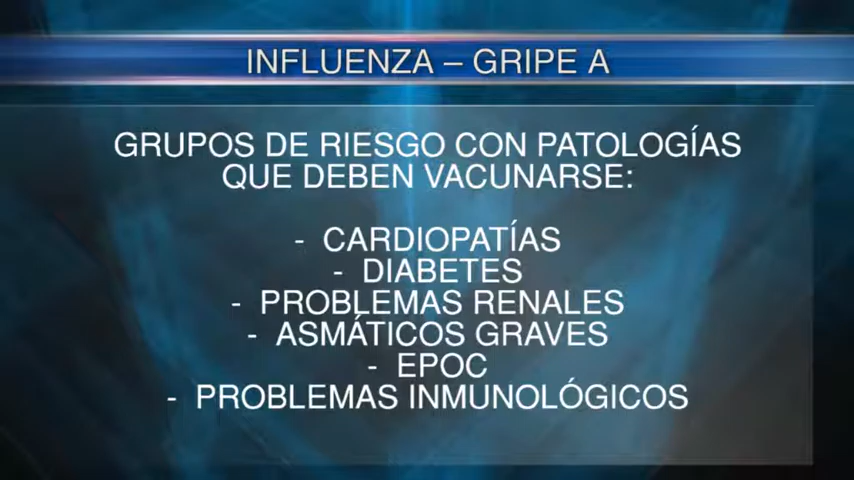 INFLUENZA – GRIPE A
GRUPOS DE RIESGO CON PATOLOGÍAS
QUE DEBEN VACUNARSE:
- CARDIOPATÍAS
- DIABETES
- PROBLEMAS RENALES
- ASMÁTICOS GRAVES
- EPOC
- PROBLEMAS INMUNOLÓGICOS